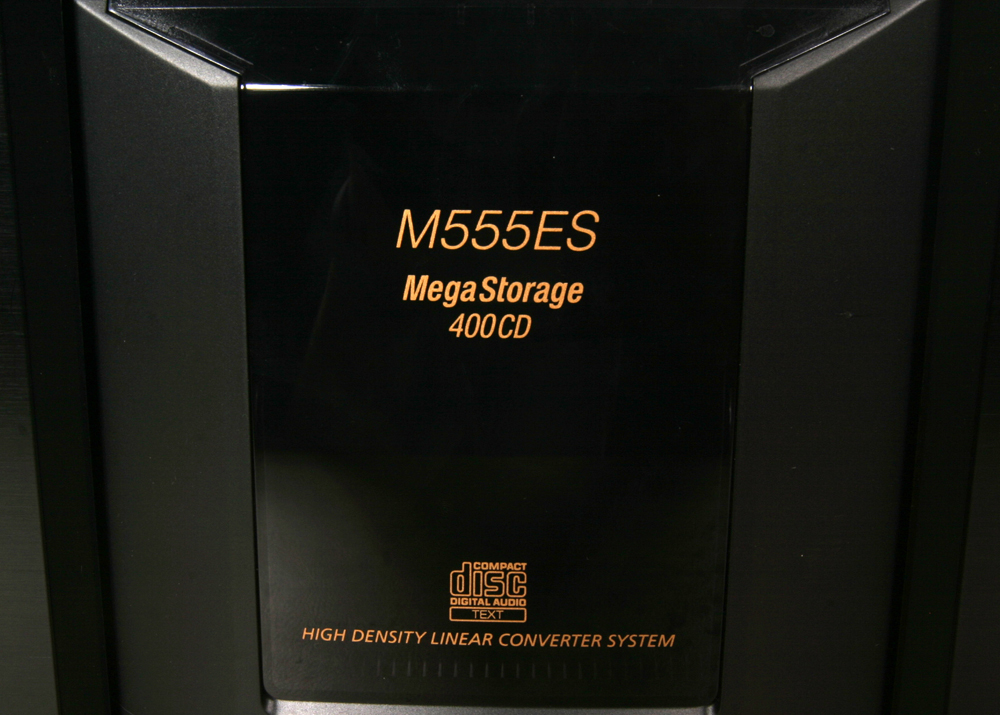 M555ES
MegaStorage
400CD
COMPACT
disc
DIGITAL AUDIO
TEXT
HIGH DENSITY LINEAR CONVERTER SYSTEM